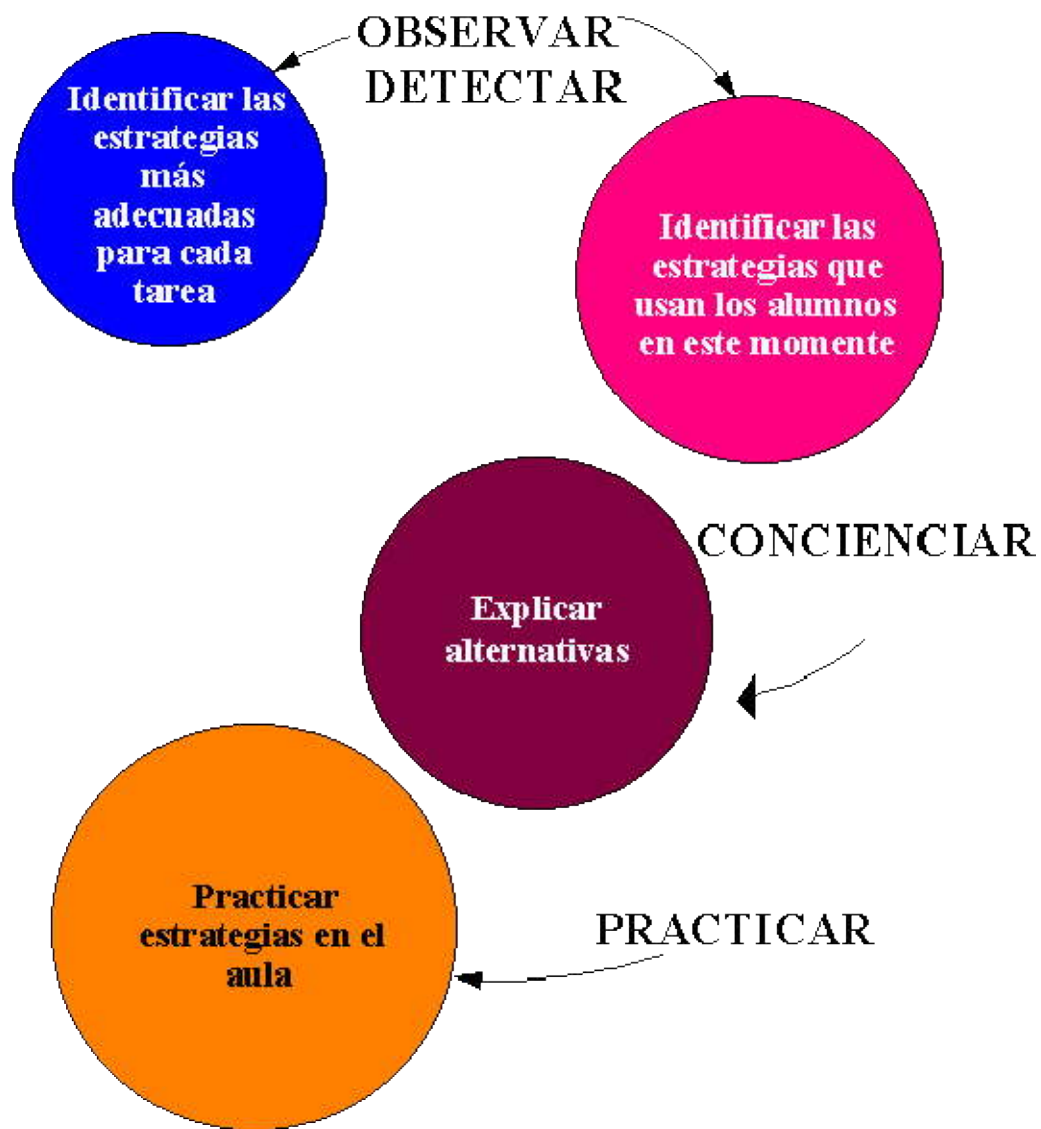 OBSERVAR
DETECTAR
Identificar las
estrategias
más
adecuadas
para cada
tarea
Identificar las
estrategias que
usan los alumnos
en este momente
CONCIENCIAR
Explicar
alternativas
Practicar
estrategias en el
aula
PRACTICAR